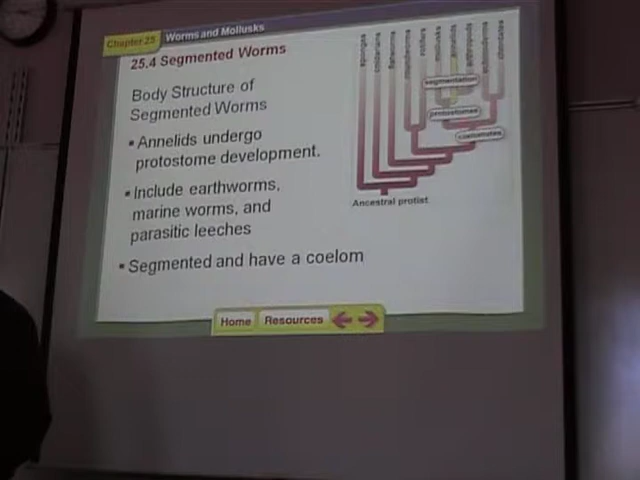 Chapter 25
Worms and Mollusks
25.4 Segmented Worms
Body Structure of
Segmented Worms
▪ Annelids undergo
protostome development.
▪ Include earthworms,
marine worms, and
parasitic leeches
▪ Segmented and have a coelom
sponges
cnidarians
flatworms
roundworms
rotifers
mollusks
annelids
arthropods
echinoderms
chordates
segmentation
protostomes
coelomates
Ancestral protist
Home
Resources